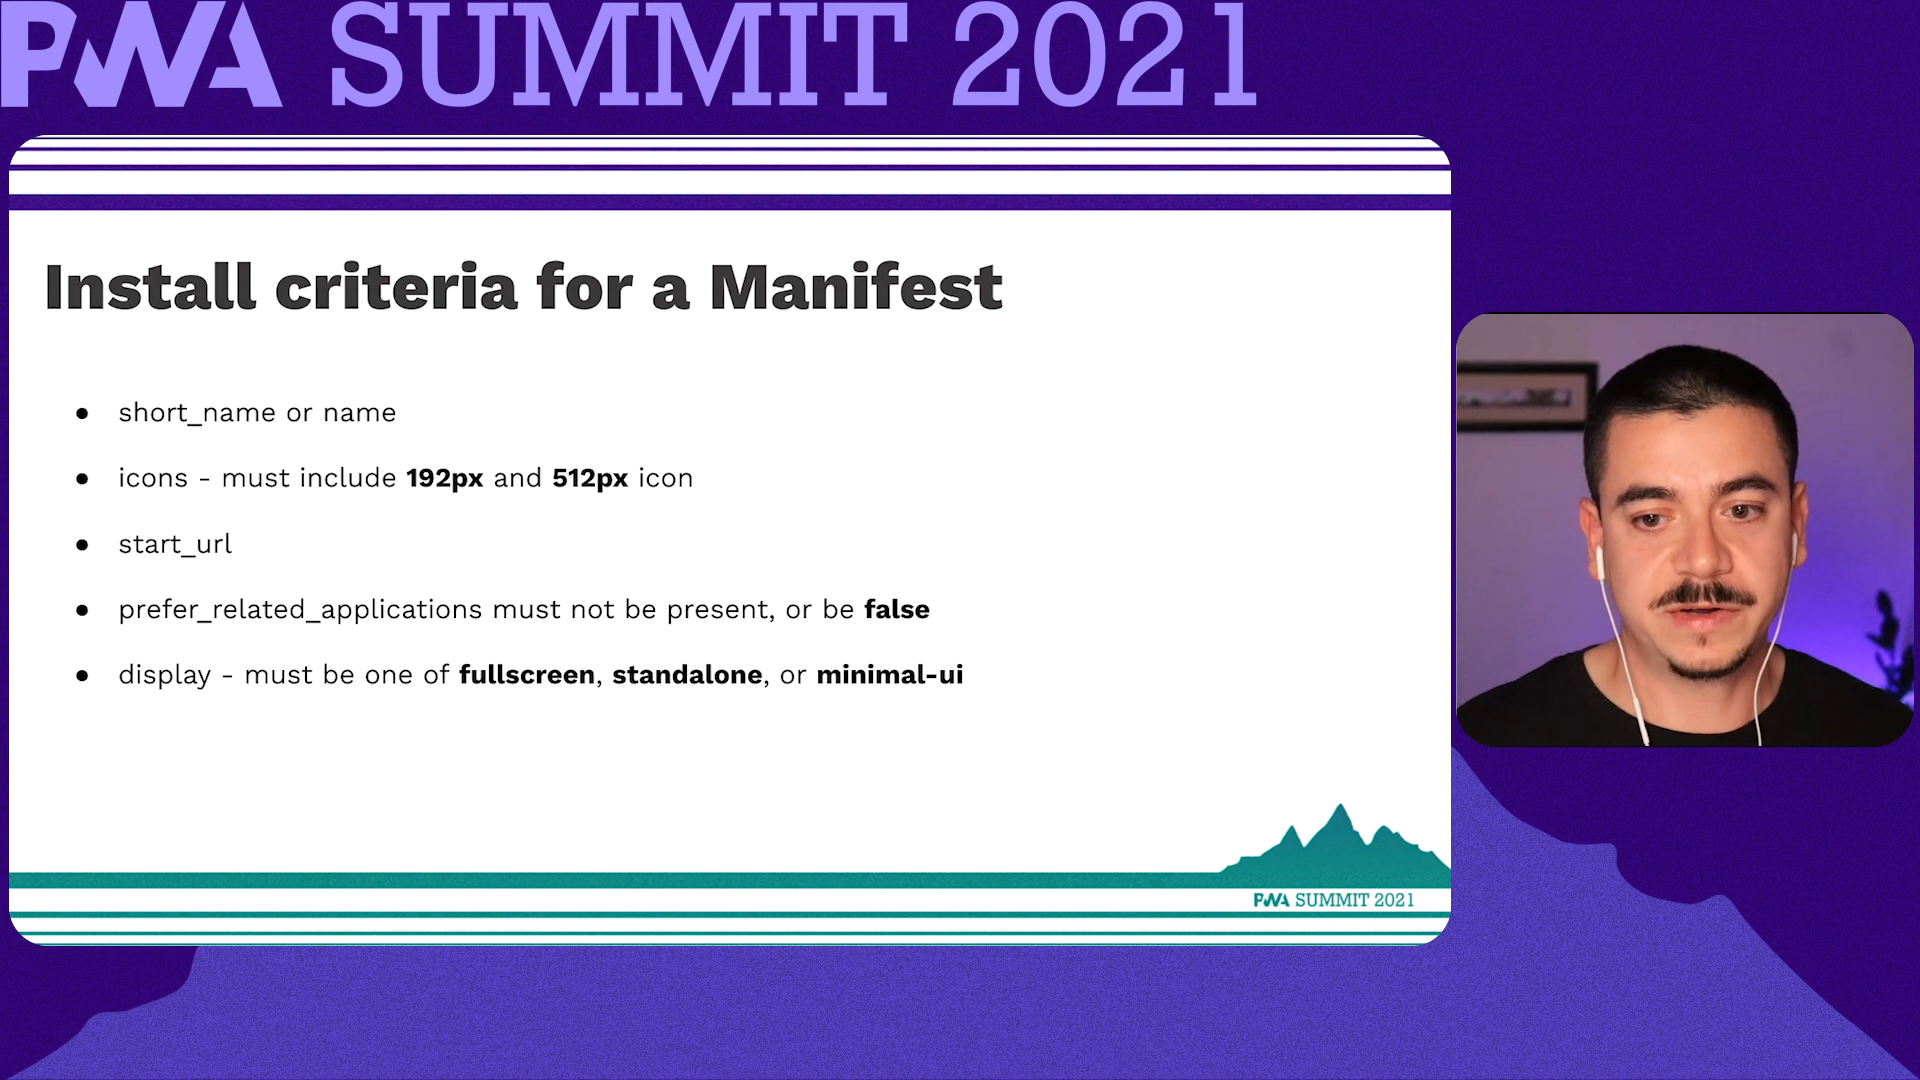 PWA SUMMIT 2021
Install criteria for a Manifest
● short_name or name
● icons - must include 192px and 512px icon
● start_url
● prefer_related_applications must not be present, or be false
● display - must be one of fullscreen, standalone, or minimal-ui
PWA SUMMIT 2021